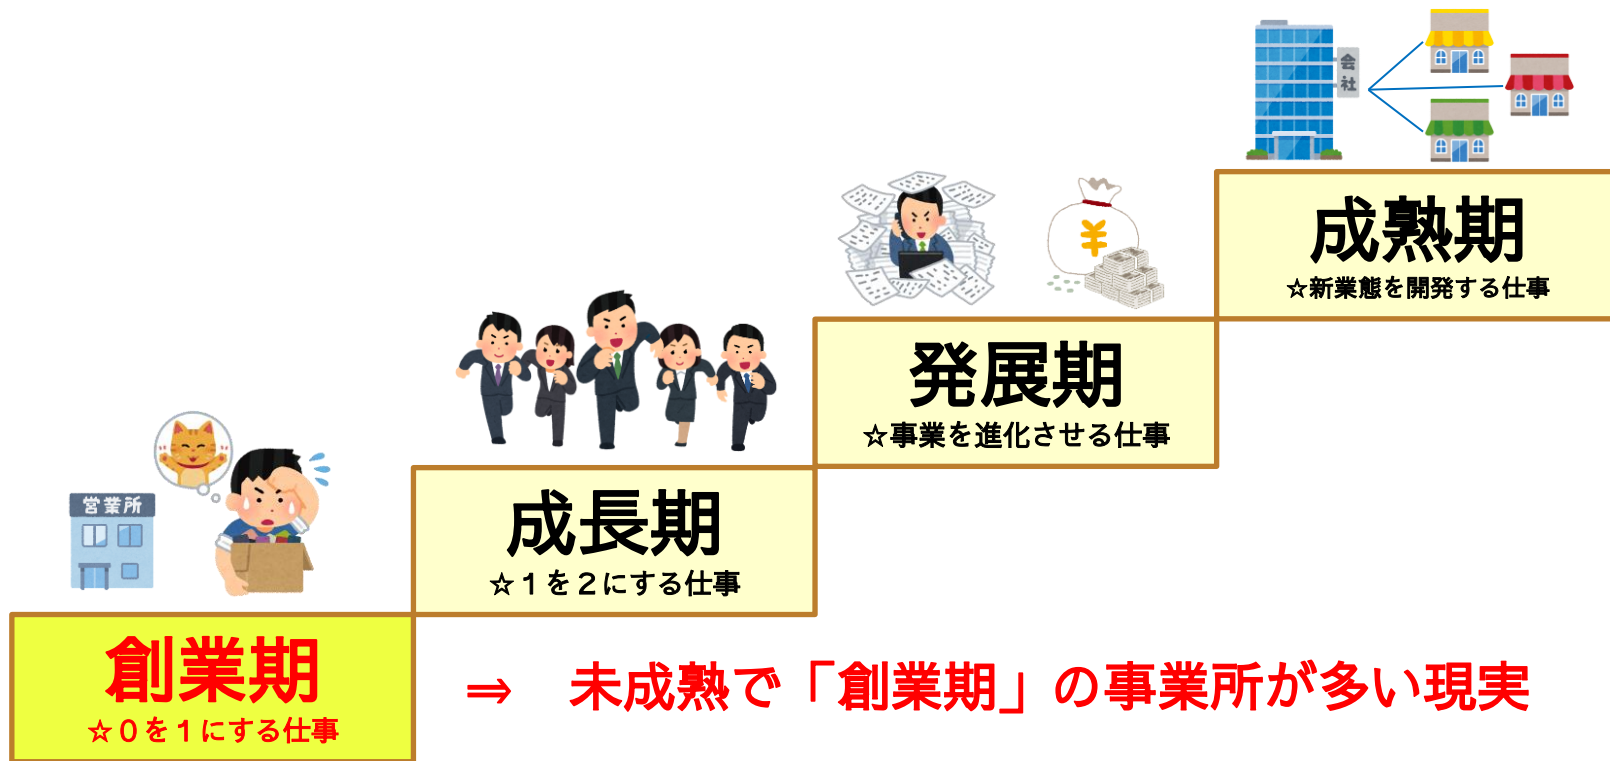 会社
成熟期
☆新業態を開発する仕事
¥
発展期
☆事業を進化させる仕事
営業所
成長期
☆１を２にする仕事
創業期
☆０を１にする仕事
⇒　未成熟で「創業期」の事業所が多い現実